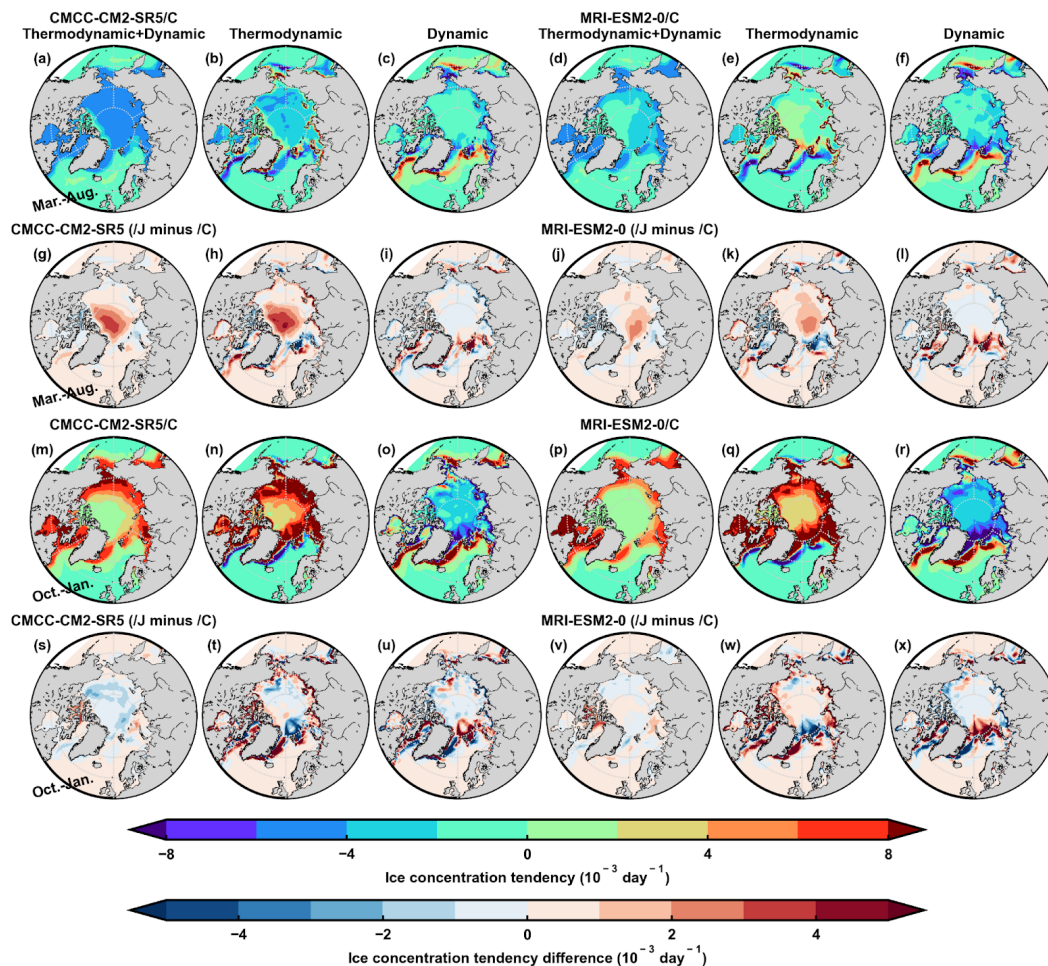 CMCC-CM2-SR5/C MRI-ESM2-0/C
Thermodynamic+Dynamic Thermodynamic Dynamic Thermodynamic+Dynamic Thermodynamic Dynamic
(a) (b) (c) (d) (e) (f)
Mar.-Aug.
CMCC-CM2-SR5 (/J minus /C) MRI-ESM2-0 (/J minus /C)
(g) (h) (i) (j) (k) (l)
Mar.-Aug.
CMCC-CM2-SR5/C MRI-ESM2-0/C
(m) (n) (o) (p) (q) (r)
Oct.-Jan.
CMCC-CM2-SR5 (/J minus /C) MRI-ESM2-0 (/J minus /C)
(s) (t) (u) (v) (w) (x)
Oct.-Jan.
−8 −4 0 4 8
Ice concentration tendency (10⁻³ day⁻¹)
−4 −2 0 2 4
Ice concentration tendency difference (10⁻³ day⁻¹)